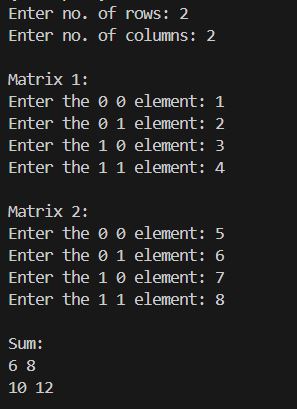 Enter no. of rows: 2
Enter no. of columns: 2
Matrix 1:
Enter the 0 0 element: 1
Enter the 0 1 element: 2
Enter the 1 0 element: 3
Enter the 1 1 element: 4
Matrix 2:
Enter the 0 0 element: 5
Enter the 0 1 element: 6
Enter the 1 0 element: 7
Enter the 1 1 element: 8
Sum:
6 8
10 12